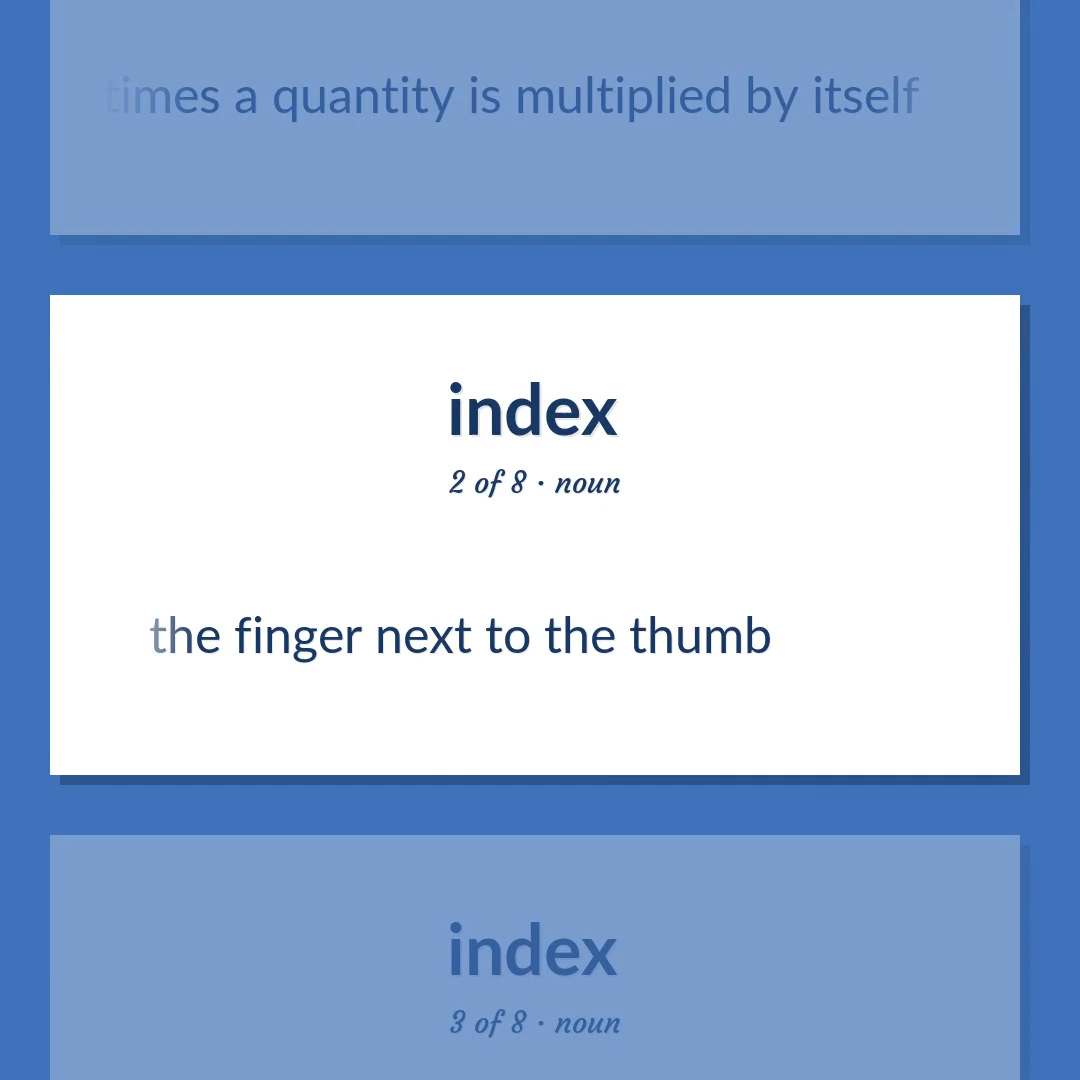 times a quantity is multiplied by itself
index
2 of 8 · noun
the finger next to the thumb
index
3 of 8 · noun